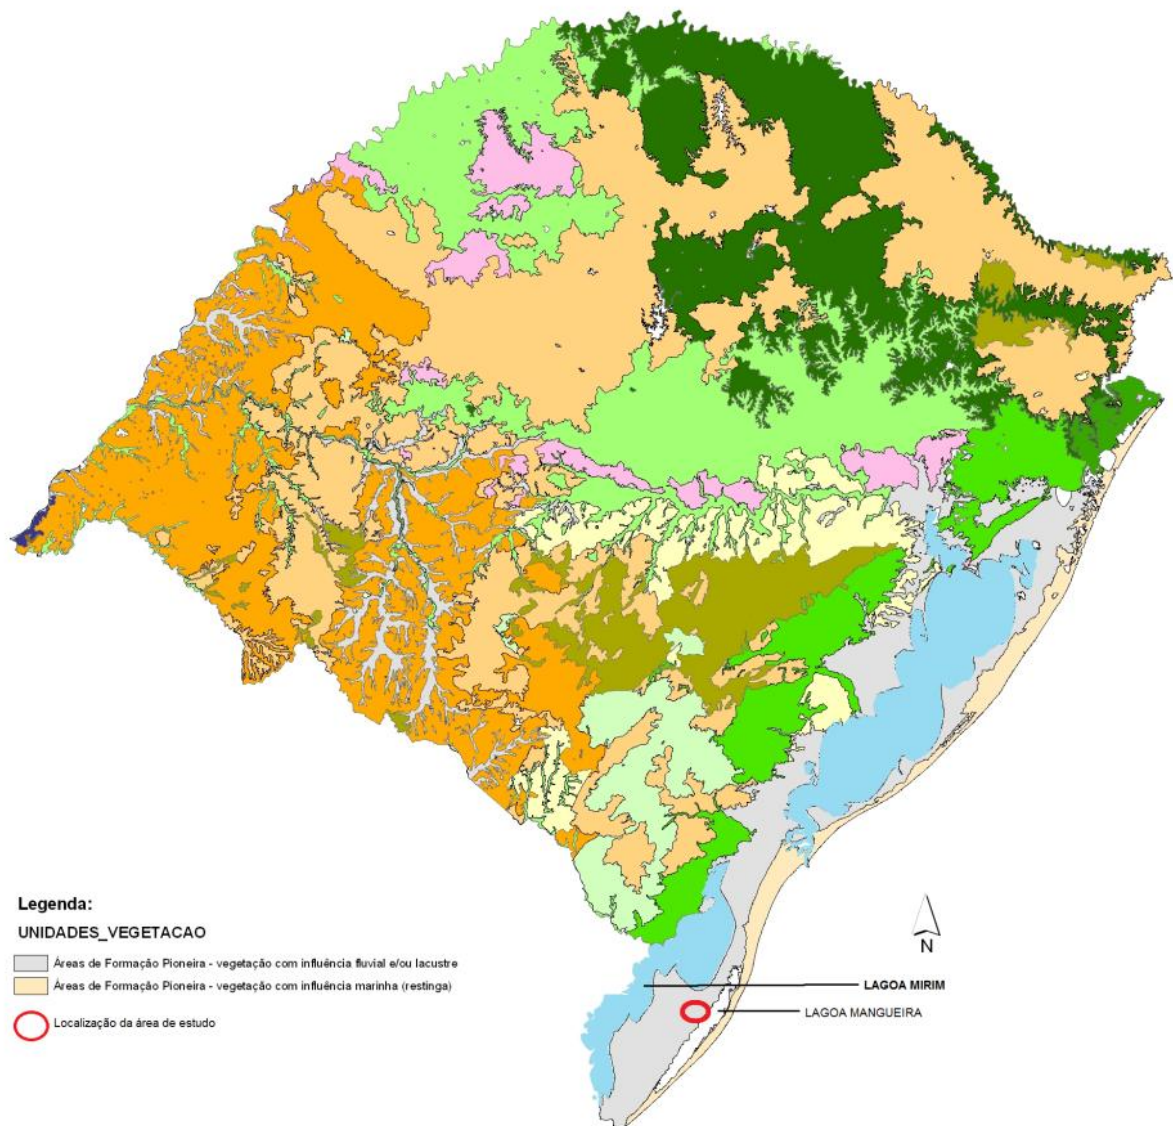 Legenda:
UNIDADES_VEGETACAO
Áreas de Formação Pioneira - vegetação com influência fluvial e/ou lacustre
Áreas de Formação Pioneira - vegetação com influência marinha (restinga)
Localização da área de estudo
N
LAGOA MIRIM
LAGOA MANGUEIRA